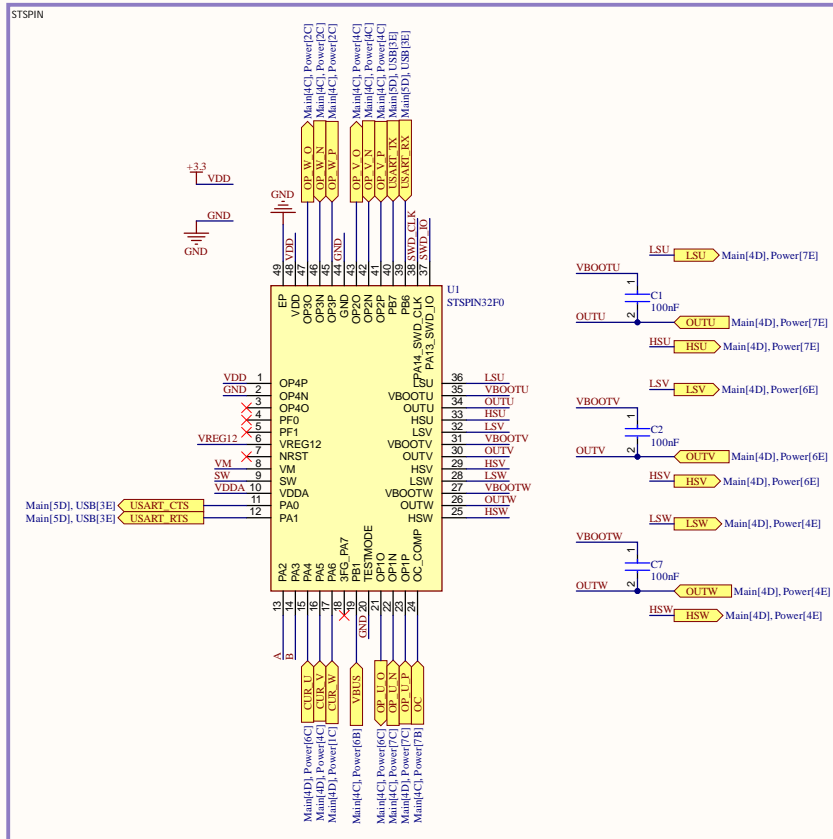 STSPIN
Main[4C], Power[2C]
Main[4C], Power[2C]
Main[4C], Power[2C]
Main[4C], Power[4C]
Main[4C], Power[4C]
Main[4C], Power[4C]
Main[5D], USB[3E]
Main[5D], USB[3E]
OP_W_O
OP_W_N
OP_W_P
OP_V_O
OP_V_N
OP_V_P
USART_TX
USART_RX
+3.3
VDD
GND
GND
GND
VDD
GND
SWD_CLK
SWD_IO
49
48
47
46
45
44
43
42
41
40
39
38
37
EP
VDD
OP3O
OP3N
OP3P
GND
OP2O
OP2N
OP2P
PB7
PB6
PA14_SWD_CLK
PA13_SWD_IO
U1
STSPIN32F0
VDD 1 OP4P
GND 2 OP4N
3 OP4O
4 PF0
5 PF1
VREG12 6 VREG12
7 NRST
VM 8 VM
SW 9 SW
VDDA 10 VDDA
Main[5D], USB[3E] USART_CTS 11 PA0
Main[5D], USB[3E] USART_RTS 12 PA1
LSU 36 LSU
VBOOTU 35 VBOOTU
OUTU 34 OUTU
HSU 33 HSU
LSV 32 LSV
VBOOTV 31 VBOOTV
OUTV 30 OUTV
HSV 29 HSV
LSW 28 LSW
VBOOTW 27 VBOOTW
OUTW 26 OUTW
HSW 25 HSW
PA2
PA3
PA4
PA5
PA6
3FG_PA7
PB1
TESTMODE
OP1O
OP1N
OP1P
OC_COMP
13
14
15
16
17
18
19
20
21
22
23
24
A
B
GND
CUR_U
CUR_V
CUR_W
VBUS
OP_U_O
OP_U_N
OP_U_P
OC
Main[4D], Power[6C]
Main[4D], Power[4C]
Main[4D], Power[1C]
Main[4C], Power[6B]
Main[4C], Power[6C]
Main[4C], Power[7C]
Main[4D], Power[7C]
Main[4C], Power[7B]
LSU LSU Main[4D], Power[7E]
VBOOTU
1
C1
100nF
2
OUTU OUTU Main[4D], Power[7E]
HSU HSU Main[4D], Power[7E]
LSV LSV Main[4D], Power[6E]
VBOOTV
1
C2
100nF
2
OUTV OUTV Main[4D], Power[6E]
HSV HSV Main[4D], Power[6E]
LSW LSW Main[4D], Power[4E]
VBOOTW
1
C7
100nF
2
OUTW OUTW Main[4D], Power[4E]
HSW HSW Main[4D], Power[4E]